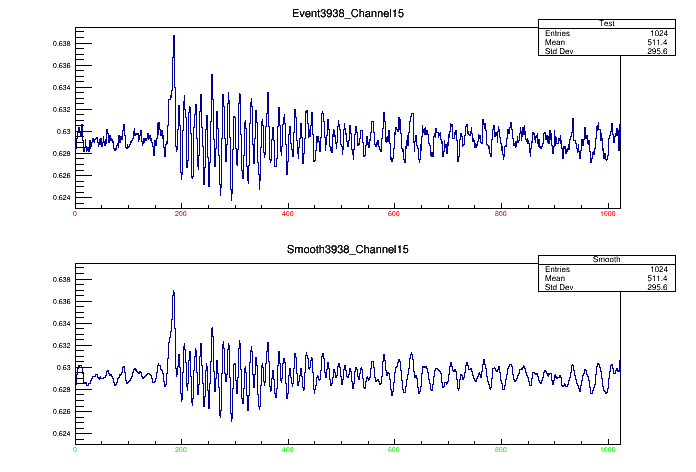 Event3938_Channel15
Test
Entries 1024
Mean 511.4
Std Dev 295.6
0.638
0.636
0.634
0.632
0.63
0.628
0.626
0.624
0 200 400 600 800 1000
Smooth3938_Channel15
Smooth
Entries 1024
Mean 511.4
Std Dev 295.6
0.638
0.636
0.634
0.632
0.63
0.628
0.626
0.624
0 200 400 600 800 1000